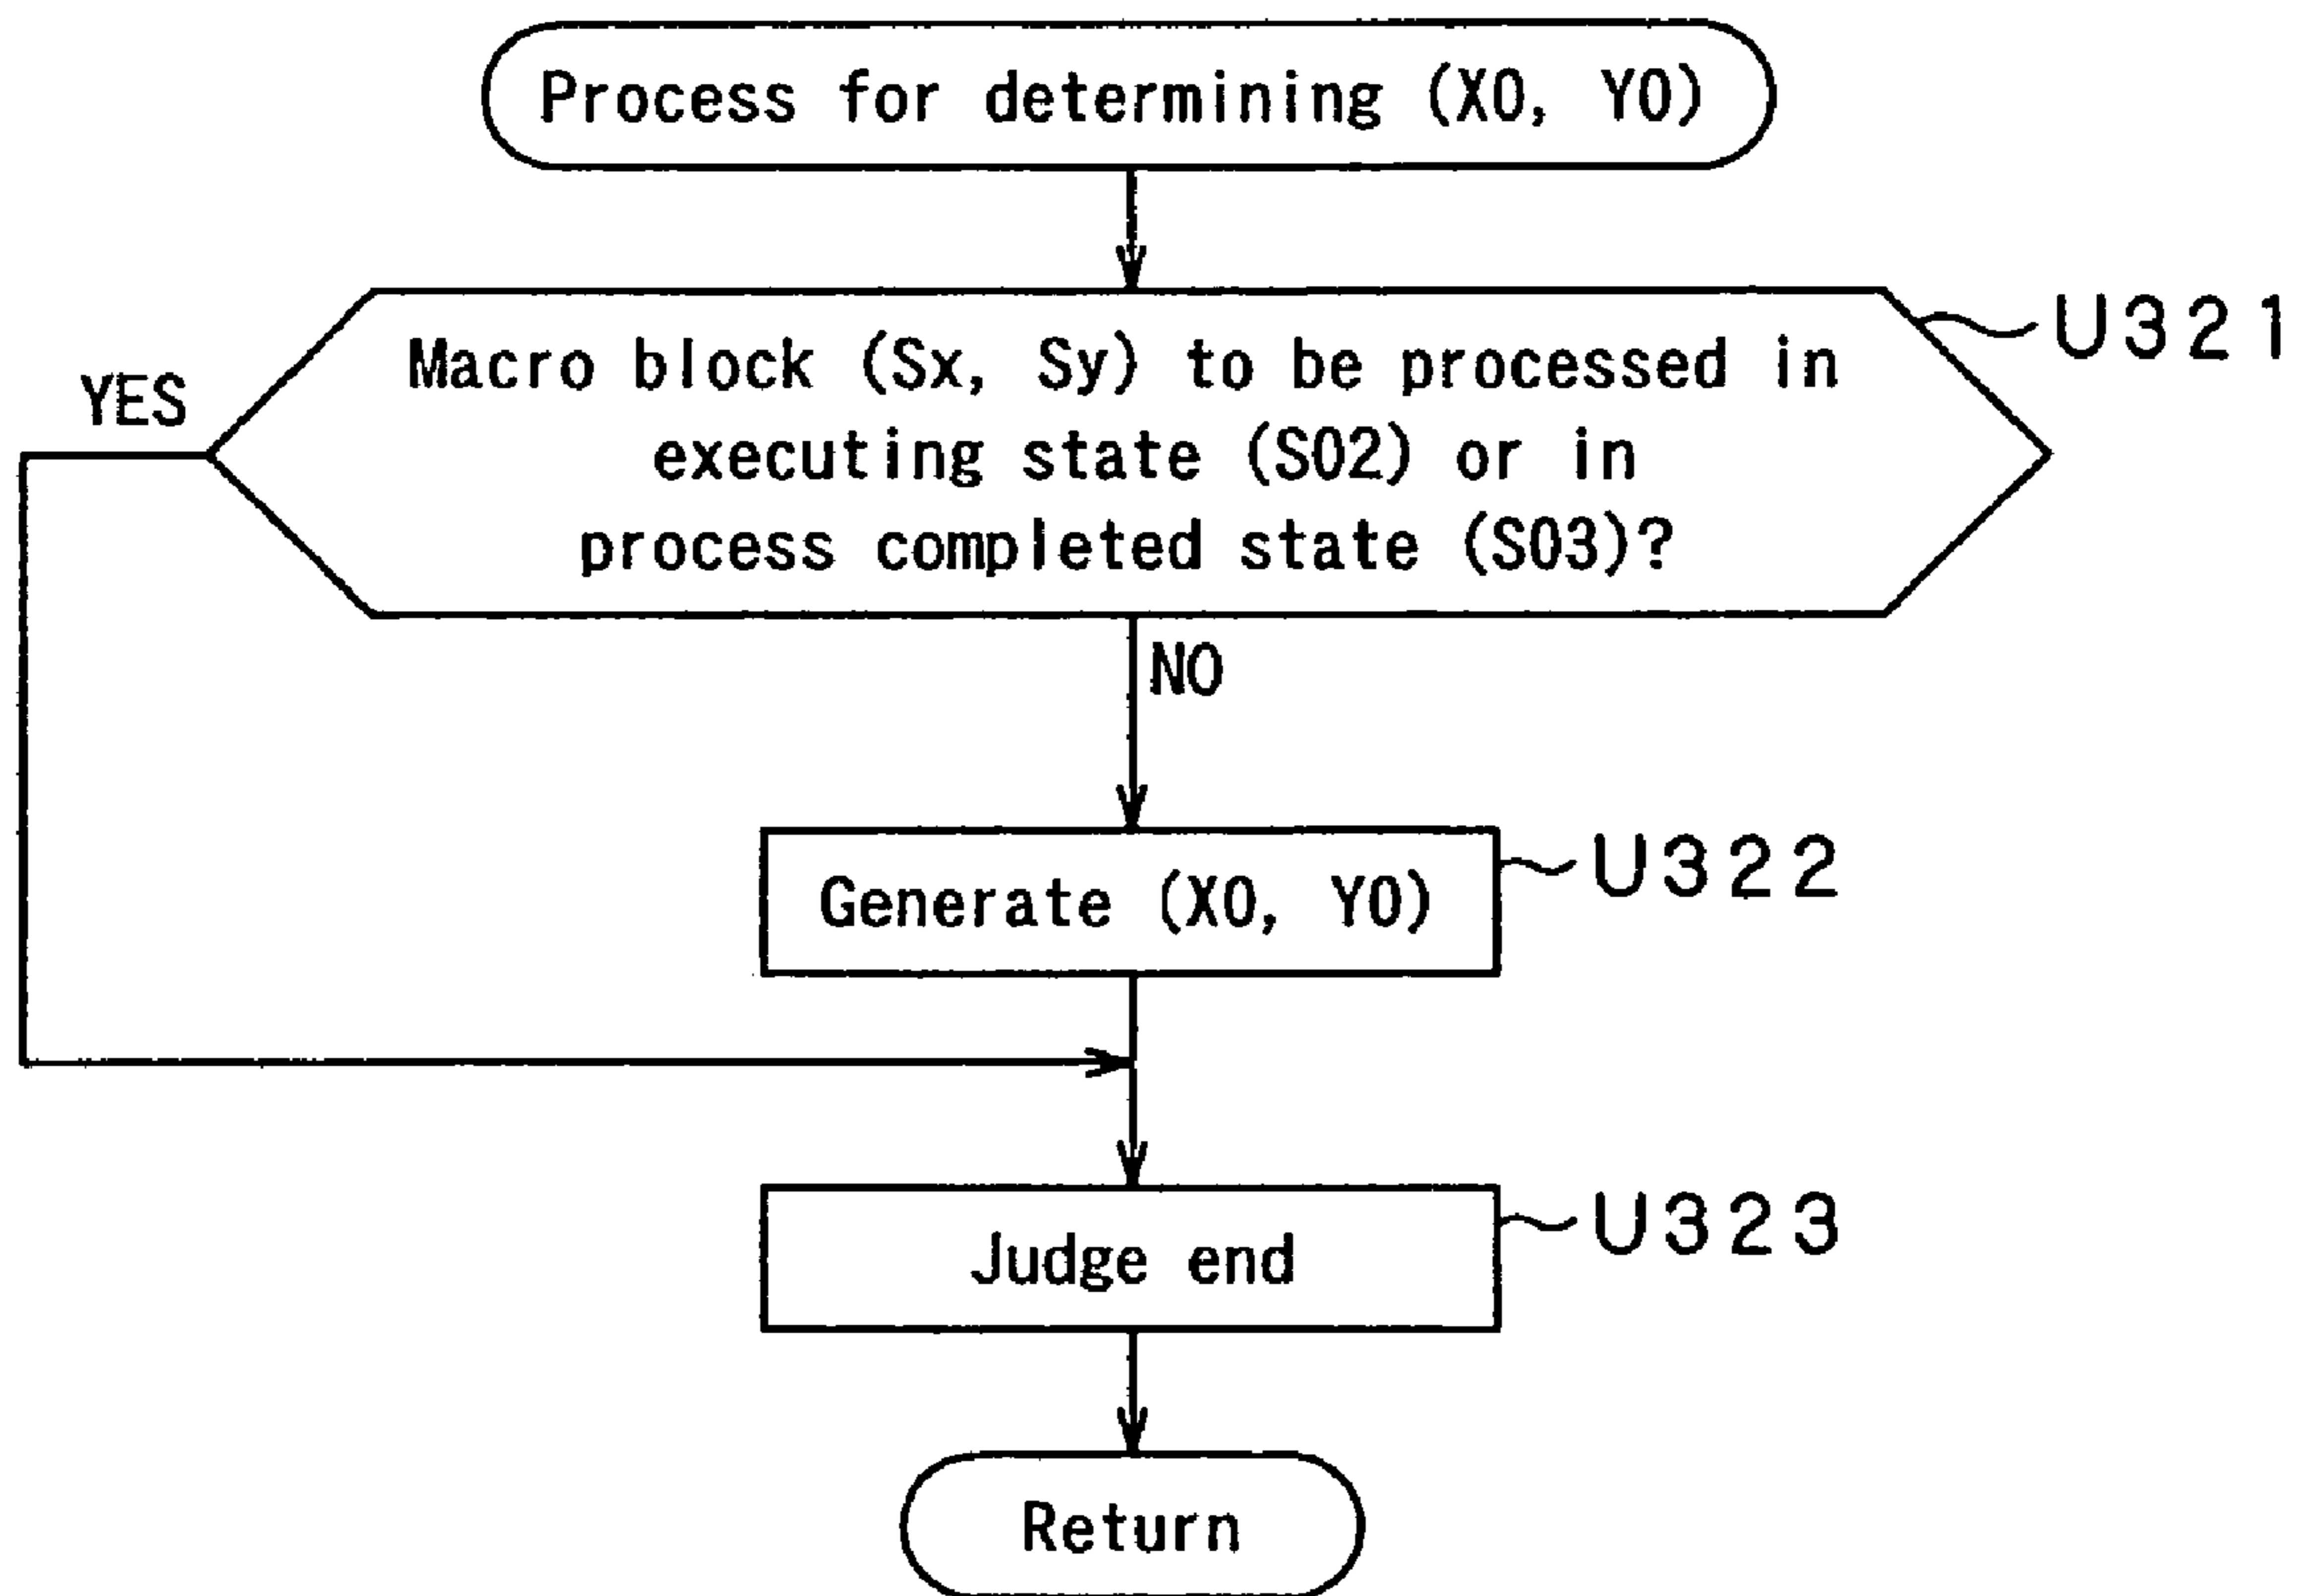 Process for determining (X0, Y0)
U321
Macro block (Sx, Sy) to be processed in
executing state (S02) or in
process completed state (S03)?
YES
NO
U322
Generate (X0, Y0)
U323
Judge end
Return